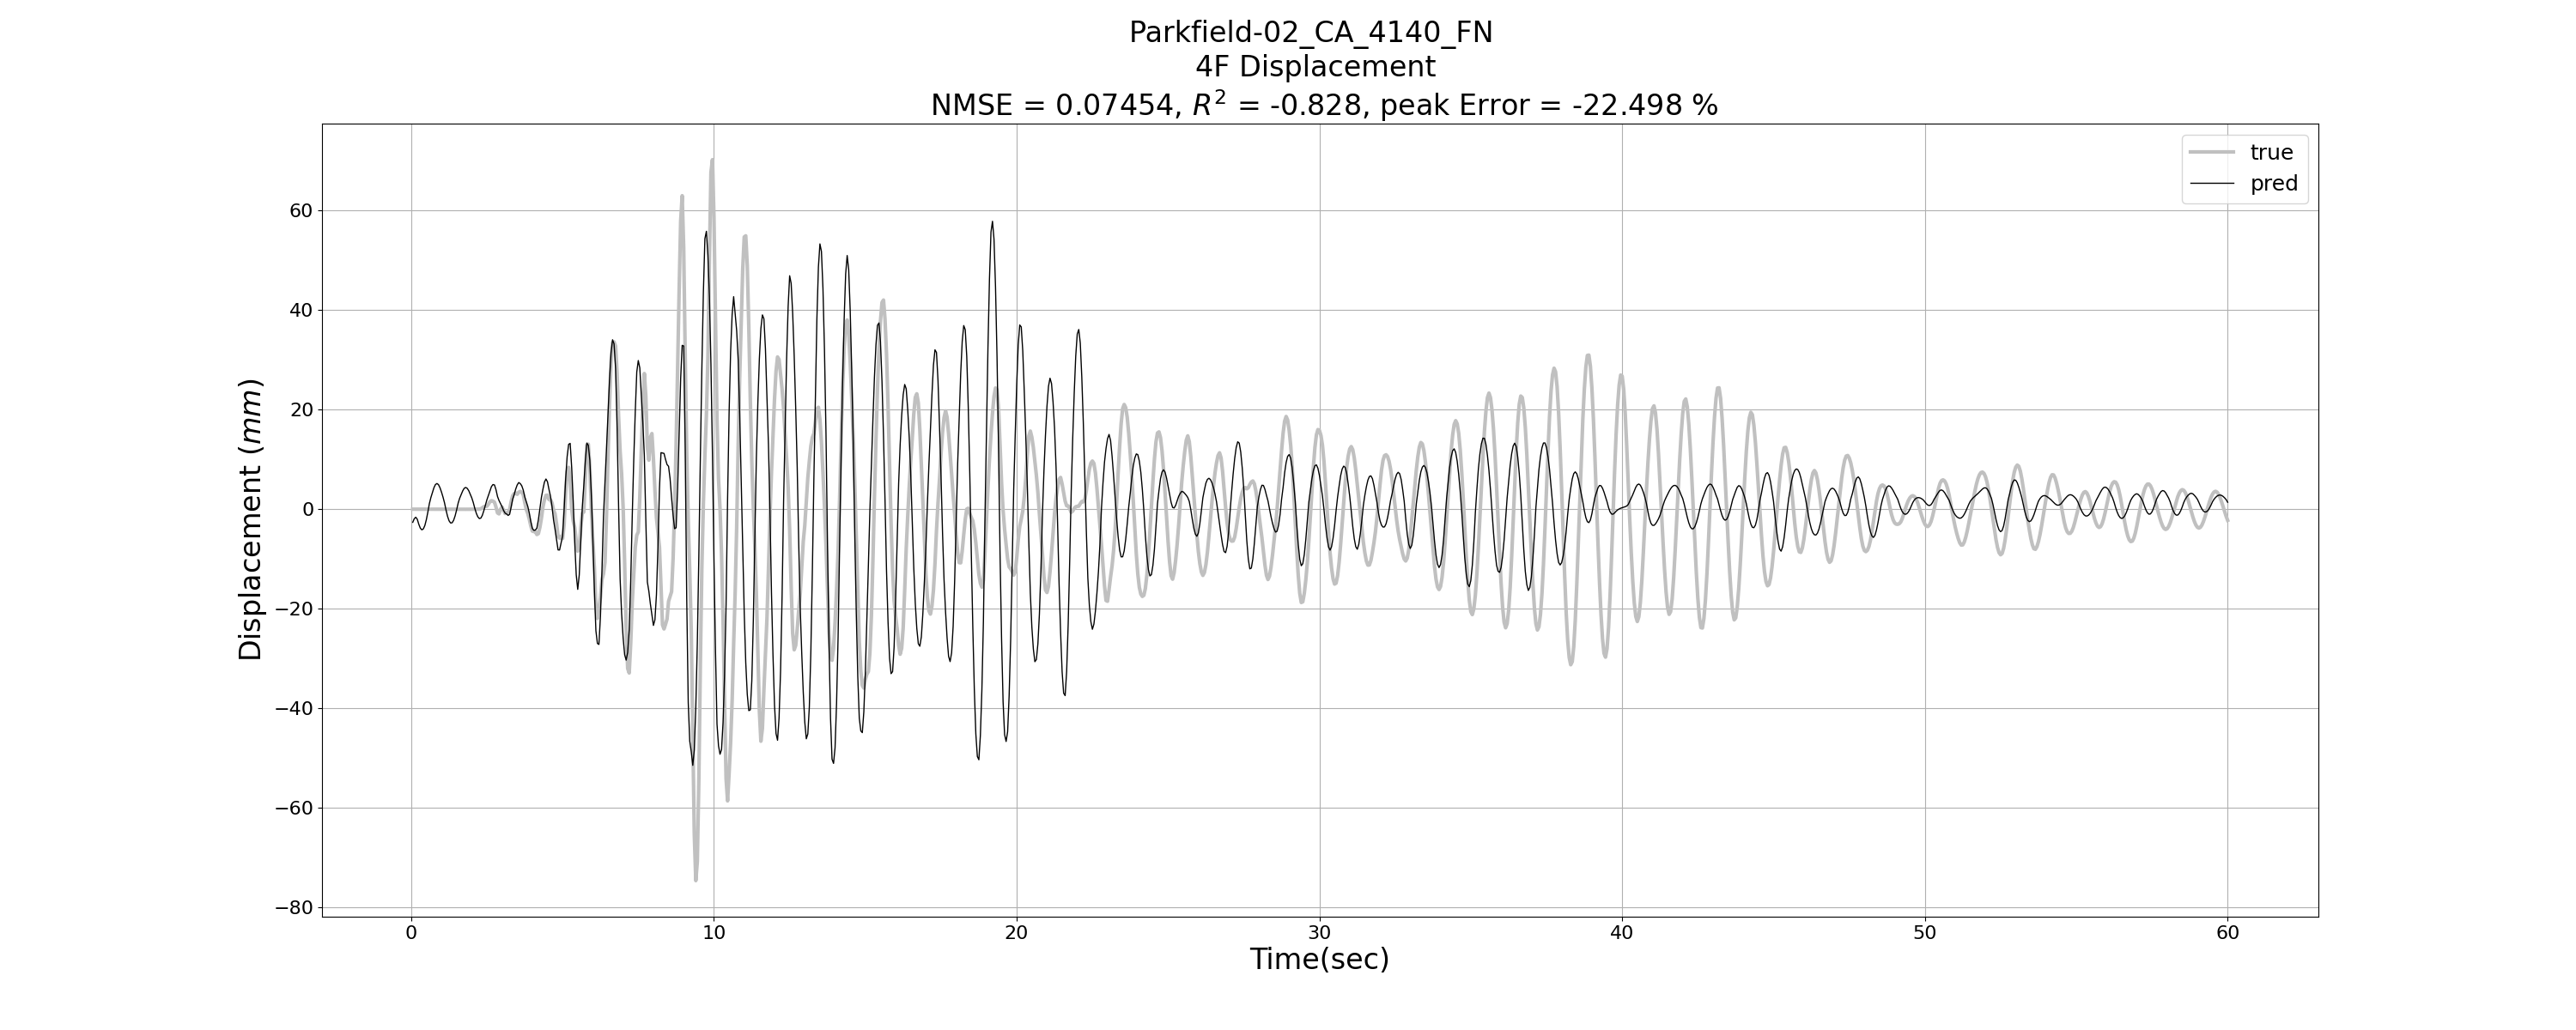 Parkfield-02_CA_4140_FN
4F Displacement
NMSE = 0.07454, R² = -0.828, peak Error = -22.498 %
true
pred
60
40
20
0
−20
−40
−60
−80
Displacement (mm)
0 10 20 30 40 50 60
Time(sec)